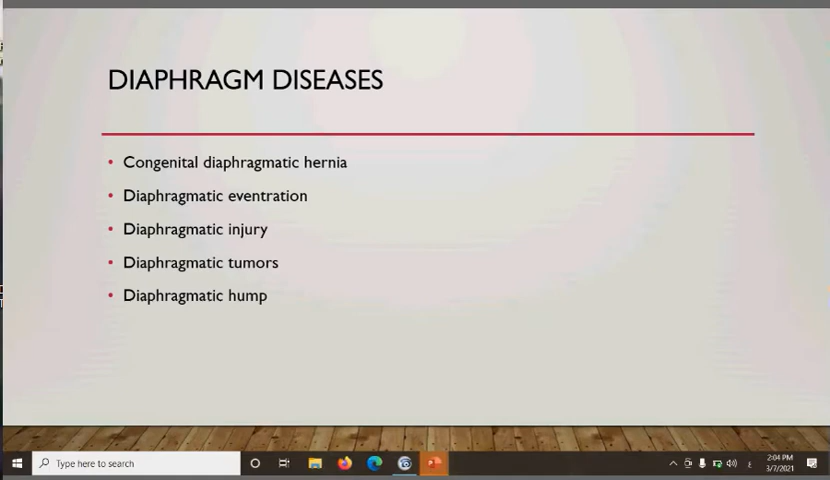 DIAPHRAGM DISEASES
• Congenital diaphragmatic hernia
• Diaphragmatic eventration
• Diaphragmatic injury
• Diaphragmatic tumors
• Diaphragmatic hump
Type here to search
ع
2:04 PM
3/7/2021